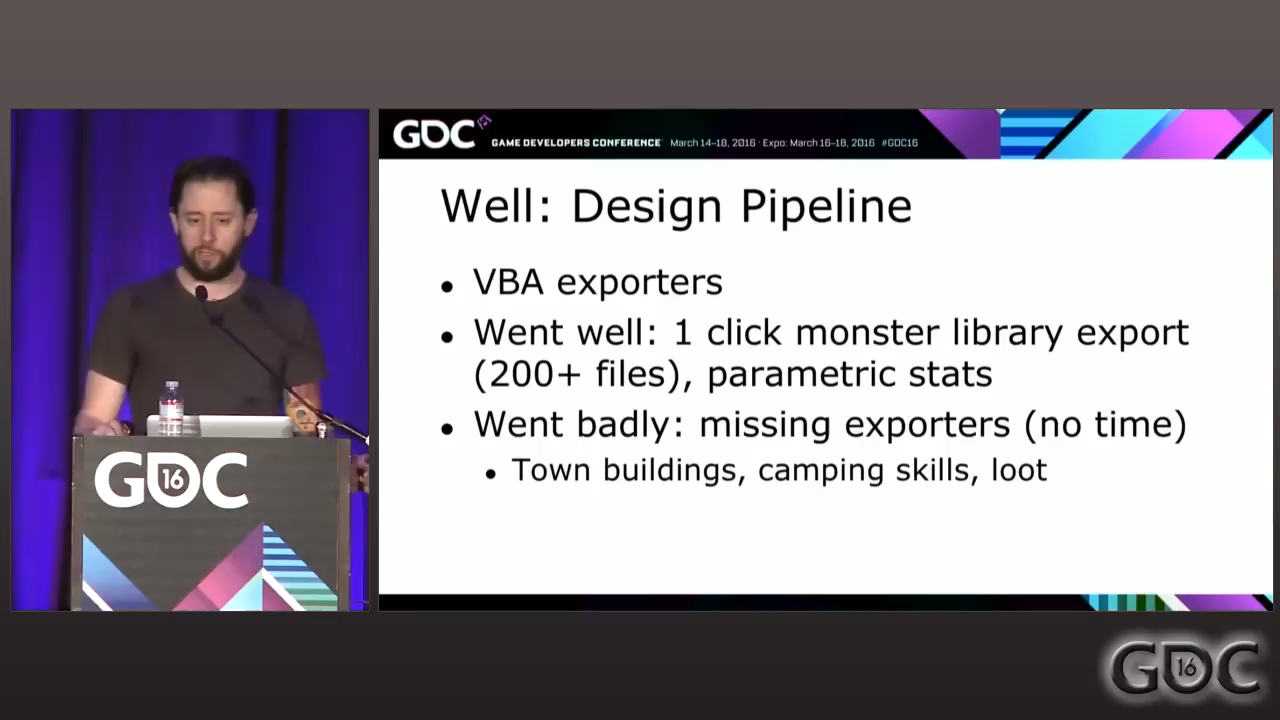 GDC
GAME DEVELOPERS CONFERENCE March 14–18, 2016 · Expo: March 16–18, 2016 #GDC16
Well: Design Pipeline
• VBA exporters
• Went well: 1 click monster library export
(200+ files), parametric stats
• Went badly: missing exporters (no time)
• Town buildings, camping skills, loot
GDC
16
GDC
16